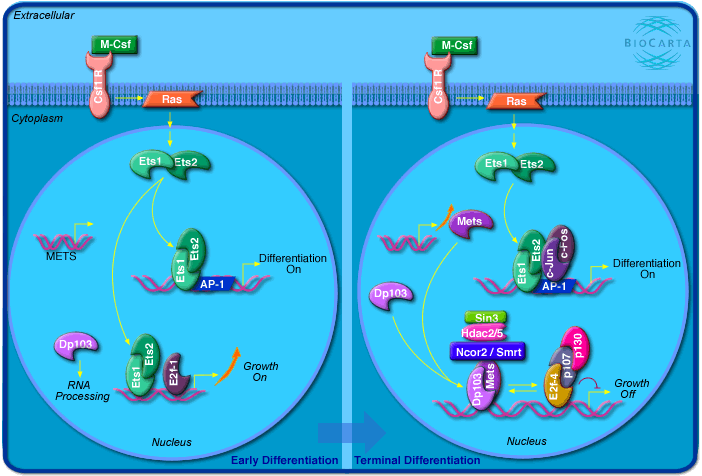 Extracellular
BIOCARTA
M-Csf
Csf1 R
Ras
Cytoplasm
Ets1
Ets2
METS
Ets1
Ets2
AP-1
Differentiation
On
Dp103
RNA
Processing
Ets1
Ets2
E2f-1
Growth
On
Nucleus
Early Differentiation
M-Csf
Csf1 R
Ras
Ets1
Ets2
Mets
Ets1
Ets2
c-Jun
c-Fos
AP-1
Differentiation
On
Dp103
Sin3
Hdac2/5
Ncor2 / Smrt
Dp103
Mets
E2f-4
p107
p130
Growth
Off
Nucleus
Terminal Differentiation